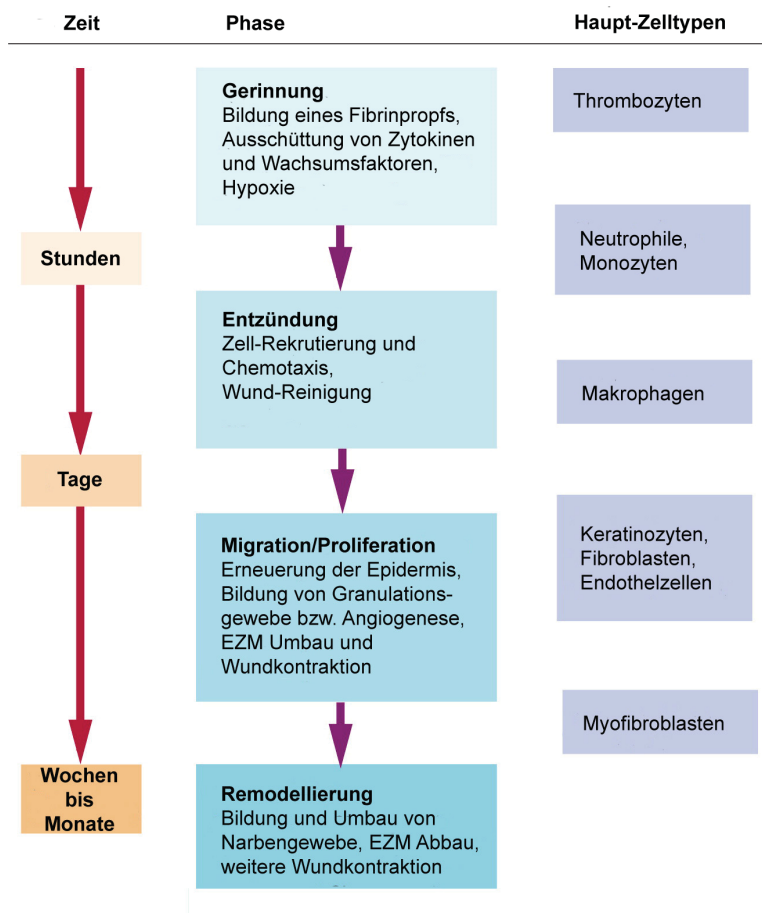 Zeit
Phase
Haupt-Zelltypen
Gerinnung
Bildung eines Fibrinpropfs,
Ausschüttung von Zytokinen
und Wachsumsfaktoren,
Hypoxie
Thrombozyten
Stunden
Neutrophile,
Monozyten
Entzündung
Zell-Rekrutierung und
Chemotaxis,
Wund-Reinigung
Makrophagen
Tage
Migration/Proliferation
Erneuerung der Epidermis,
Bildung von Granulations-
gewebe bzw. Angiogenese,
EZM Umbau und
Wundkontraktion
Keratinozyten,
Fibroblasten,
Endothelzellen
Myofibroblasten
Wochen
bis
Monate
Remodellierung
Bildung und Umbau von
Narbengewebe, EZM Abbau,
weitere Wundkontraktion